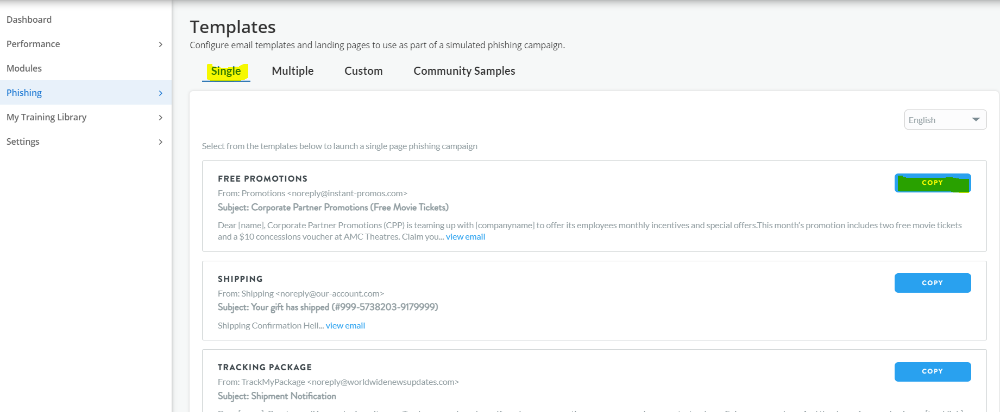 Dashboard
Performance
Modules
Phishing
My Training Library
Settings
Templates
Configure email templates and landing pages to use as part of a simulated phishing campaign.
Single
Multiple
Custom
Community Samples
English
Select from the templates below to launch a single page phishing campaign
FREE PROMOTIONS
COPY
From: Promotions <noreply@instant-promos.com>
Subject: Corporate Partner Promotions (Free Movie Tickets)
Dear [name], Corporate Partner Promotions (CPP) is teaming up with [companyname] to offer its employees monthly incentives and special offers.This month’s promotion includes two free movie tickets
and a $10 concessions voucher at AMC Theatres. Claim you... view email
SHIPPING
COPY
From: Shipping <noreply@our-account.com>
Subject: Your gift has shipped (#999-5738203-9179999)
Shipping Confirmation Hell... view email
TRACKING PACKAGE
COPY
From: TrackMyPackage <noreply@worldwidenewsupdates.com>
Subject: Shipment Notification